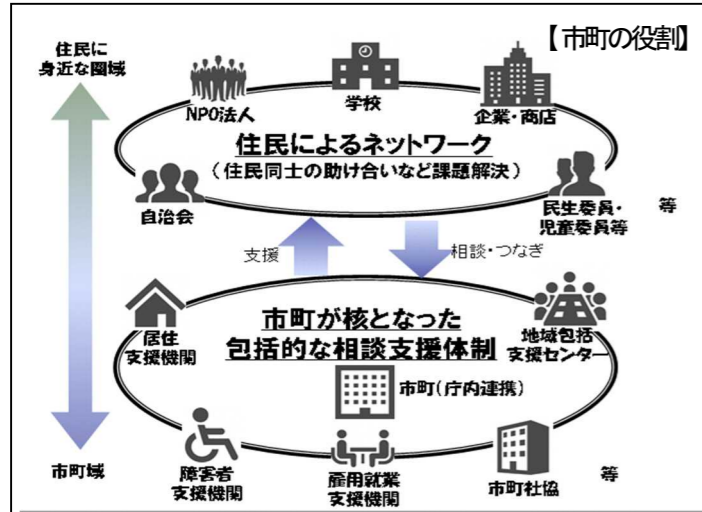 【市町の役割】
住民に
身近な圏域
NPO法人
学校
企業・商店
住民によるネットワーク
（住民同士の助け合いなど課題解決）
自治会
民生委員・
児童委員等
等
支援
相談・つなぎ
市町が核となった
包括的な相談支援体制
居住
支援機関
地域包括
支援センター
市町（庁内連携）
市町域
障害者
支援機関
雇用就業
支援機関
市町社協
等